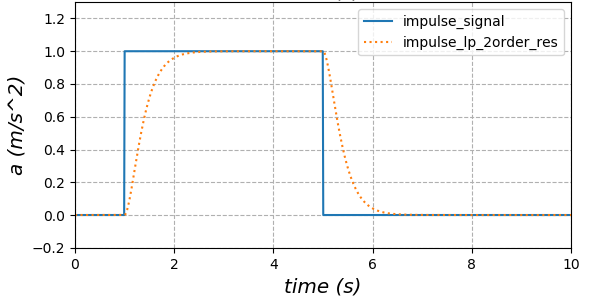 impulse_signal
impulse_lp_2order_res
1.2
1.0
0.8
0.6
0.4
0.2
0.0
−0.2
a (m/s^2)
0 2 4 6 8 10
time (s)